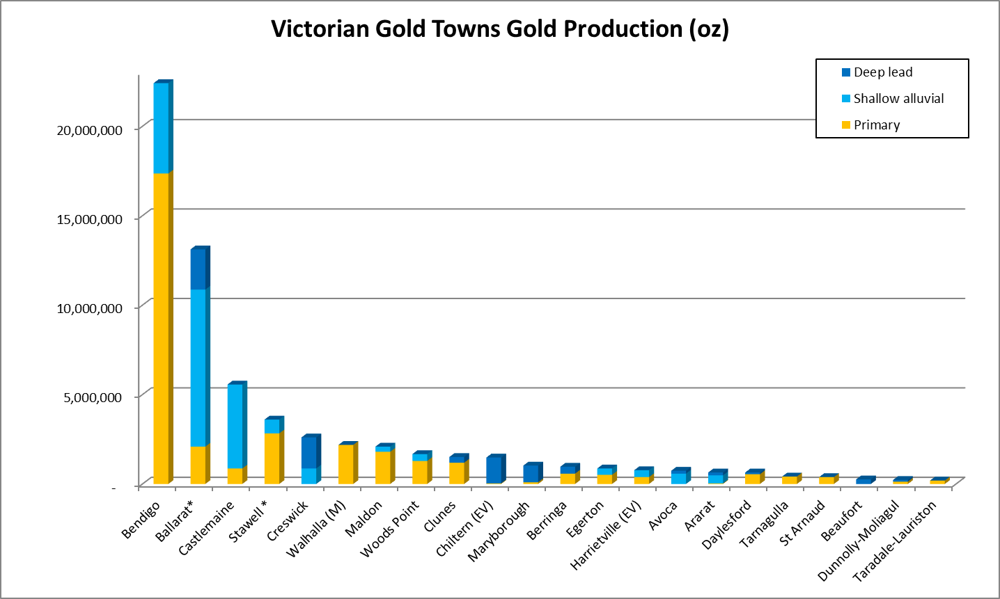 Victorian Gold Towns Gold Production (oz)
Deep lead
Shallow alluvial
Primary
20,000,000
15,000,000
10,000,000
5,000,000
-
Bendigo
Ballarat*
Castlemaine
Stawell *
Creswick
Walhalla (M)
Maldon
Woods Point
Clunes
Chiltern (EV)
Maryborough
Berringa
Egerton
Harrietville (EV)
Avoca
Ararat
Daylesford
Tarnagulla
St Arnaud
Beaufort
Dunnolly-Moliagul
Taradale-Lauriston